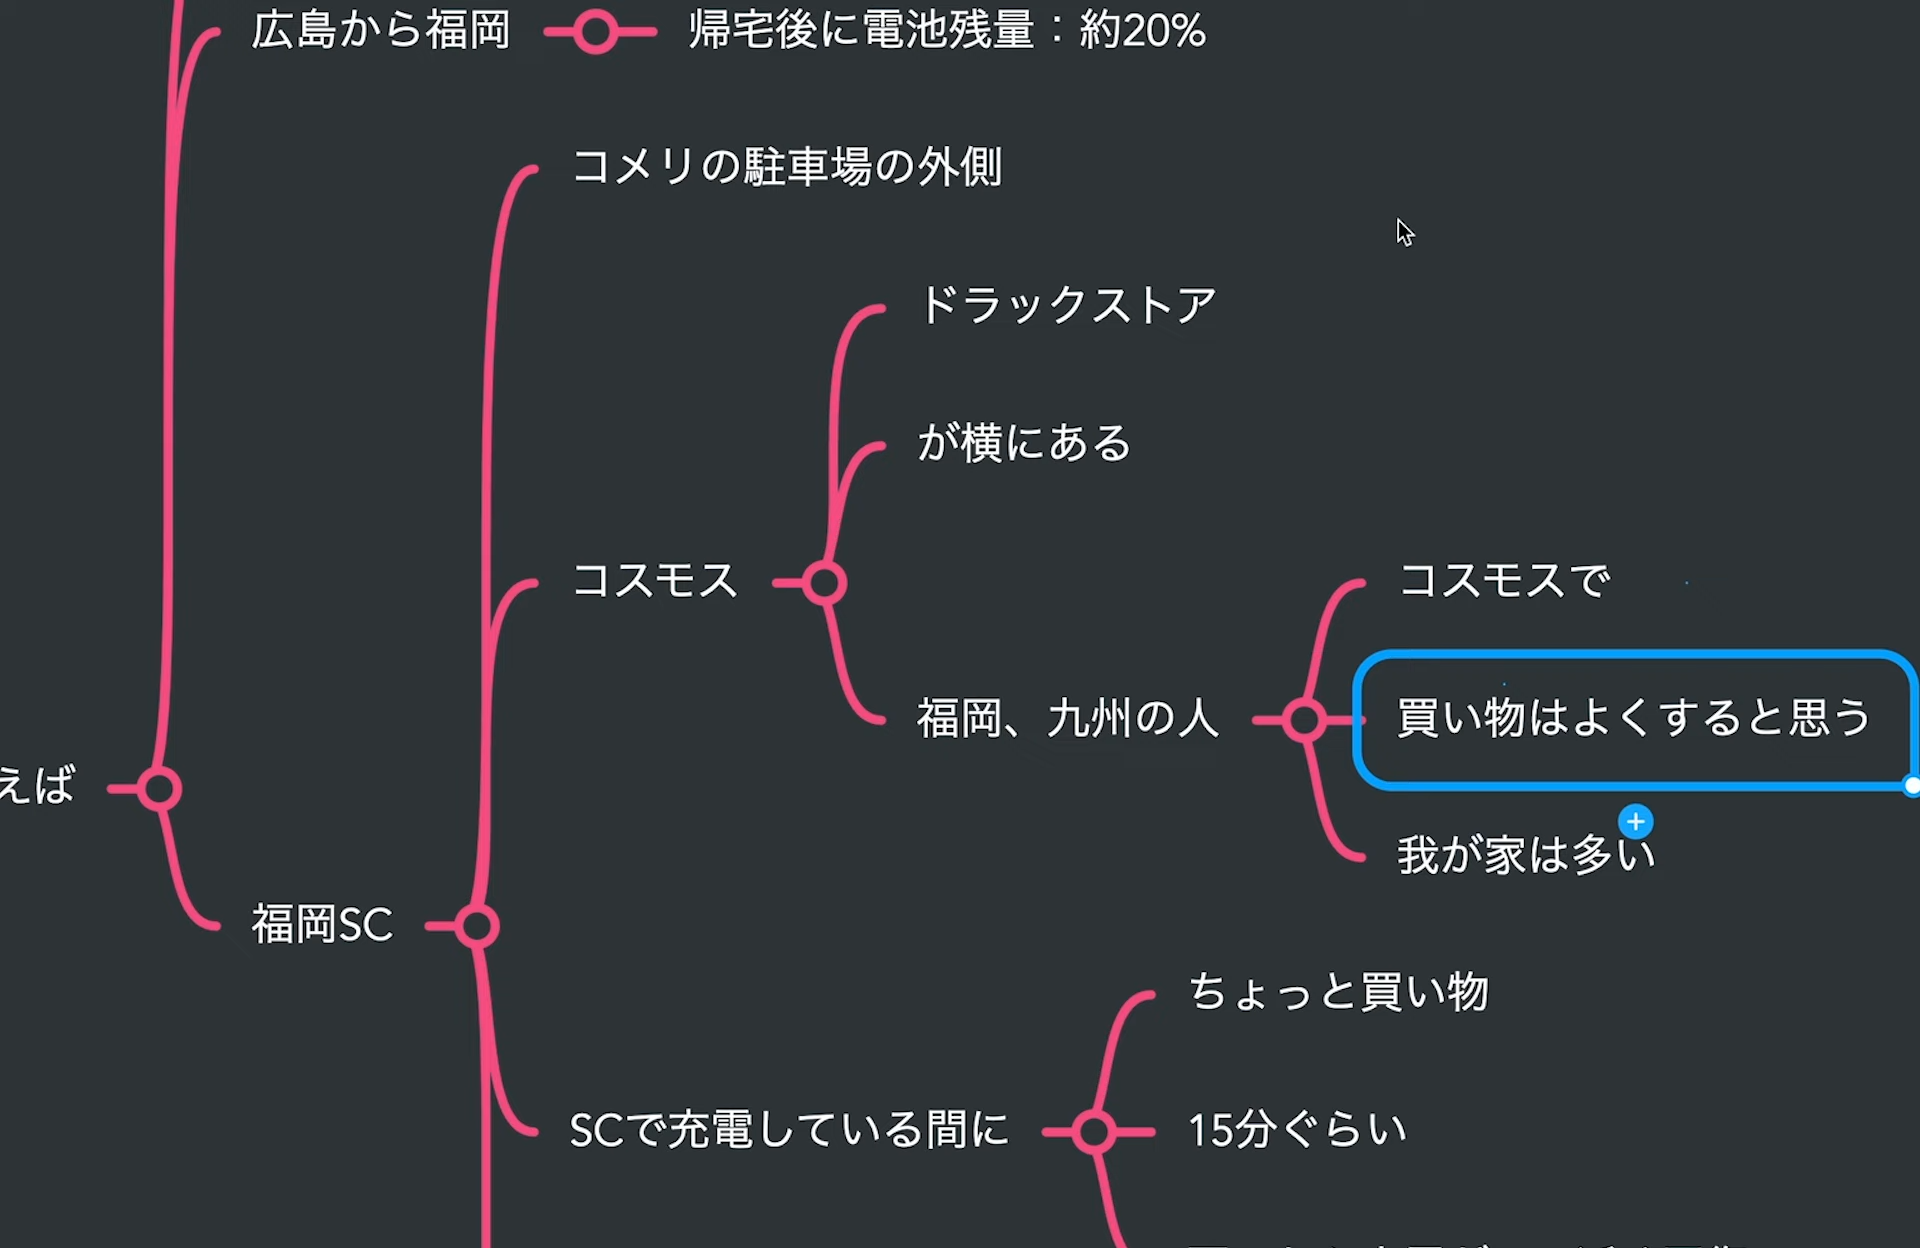 広島から福岡
帰宅後に電池残量：約20%
コメリの駐車場の外側
ドラックストア
が横にある
コスモス
コスモスで
福岡、九州の人
買い物はよくすると思う
えば
我が家は多い
福岡SC
ちょっと買い物
SCで充電している間に
15分ぐらい